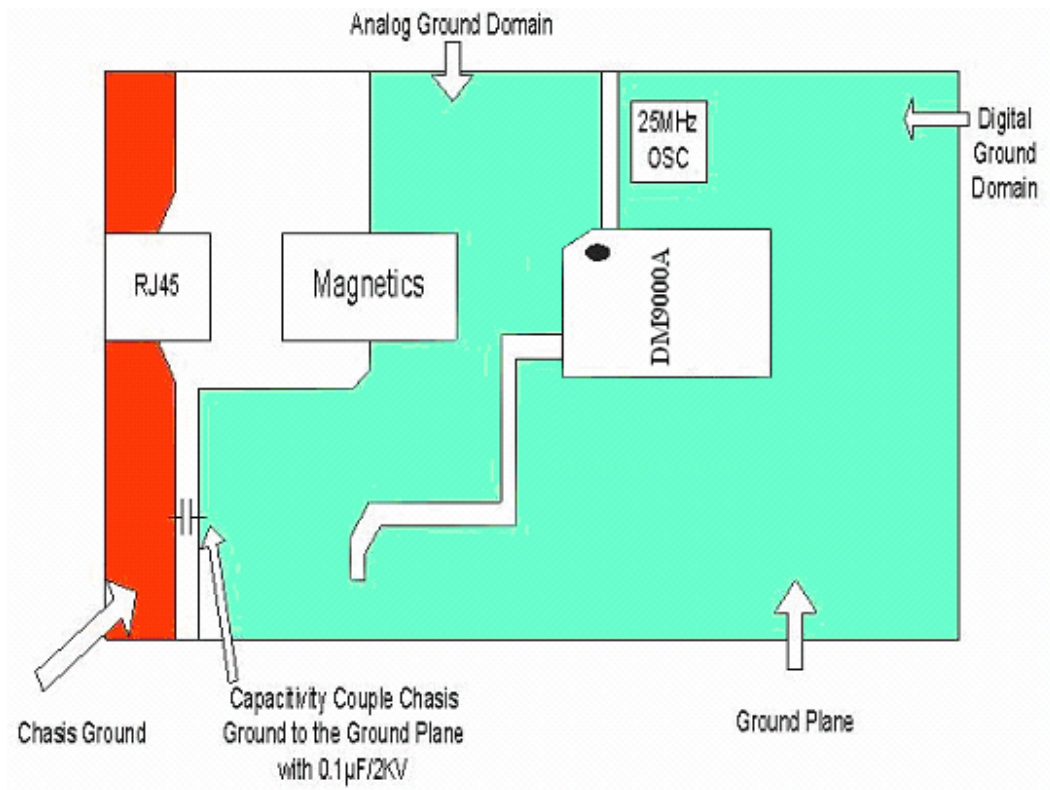 Analog Ground Domain
25MHz
OSC
Digital
Ground
Domain
RJ45
Magnetics
DM9000A
Chasis Ground
Capacitivity Couple Chasis
Ground to the Ground Plane
with 0.1µF/2KV
Ground Plane